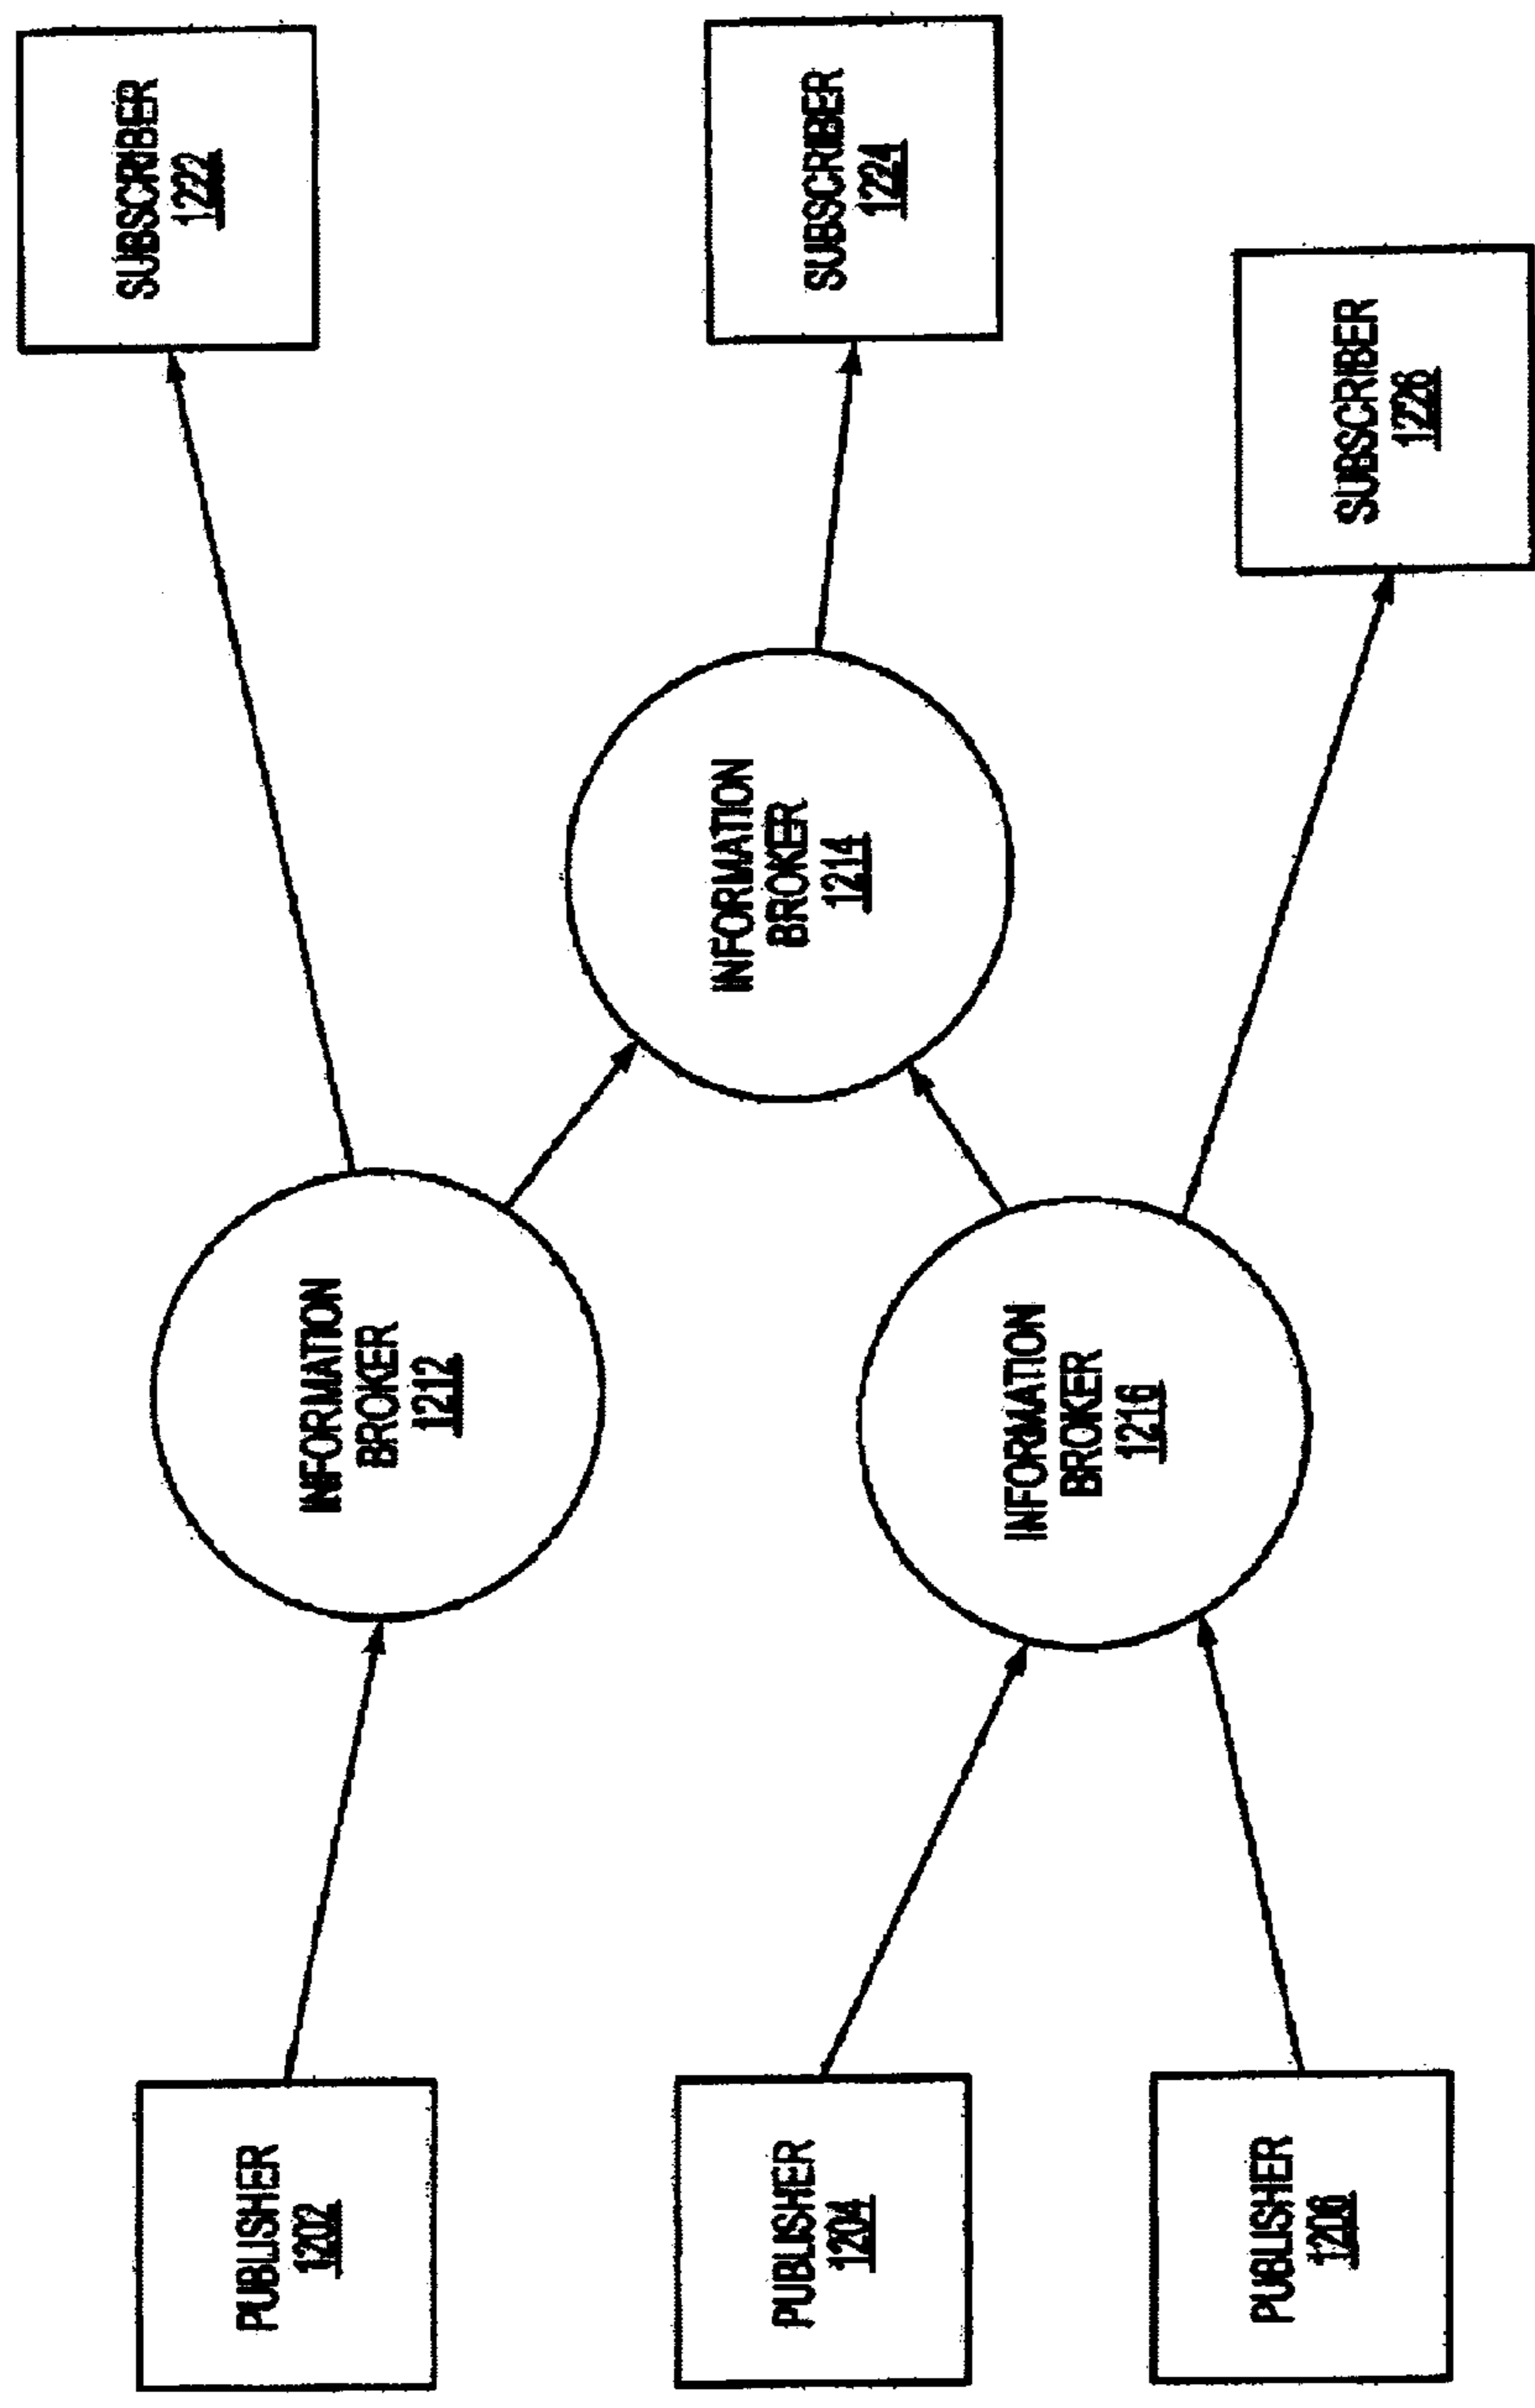 PUBLISHER
1202
PUBLISHER
1204
PUBLISHER
1206
INFORMATION
BROKER
1212
INFORMATION
BROKER
1216
INFORMATION
BROKER
1214
SUBSCRIBER
1222
SUBSCRIBER
1224
SUBSCRIBER
1226